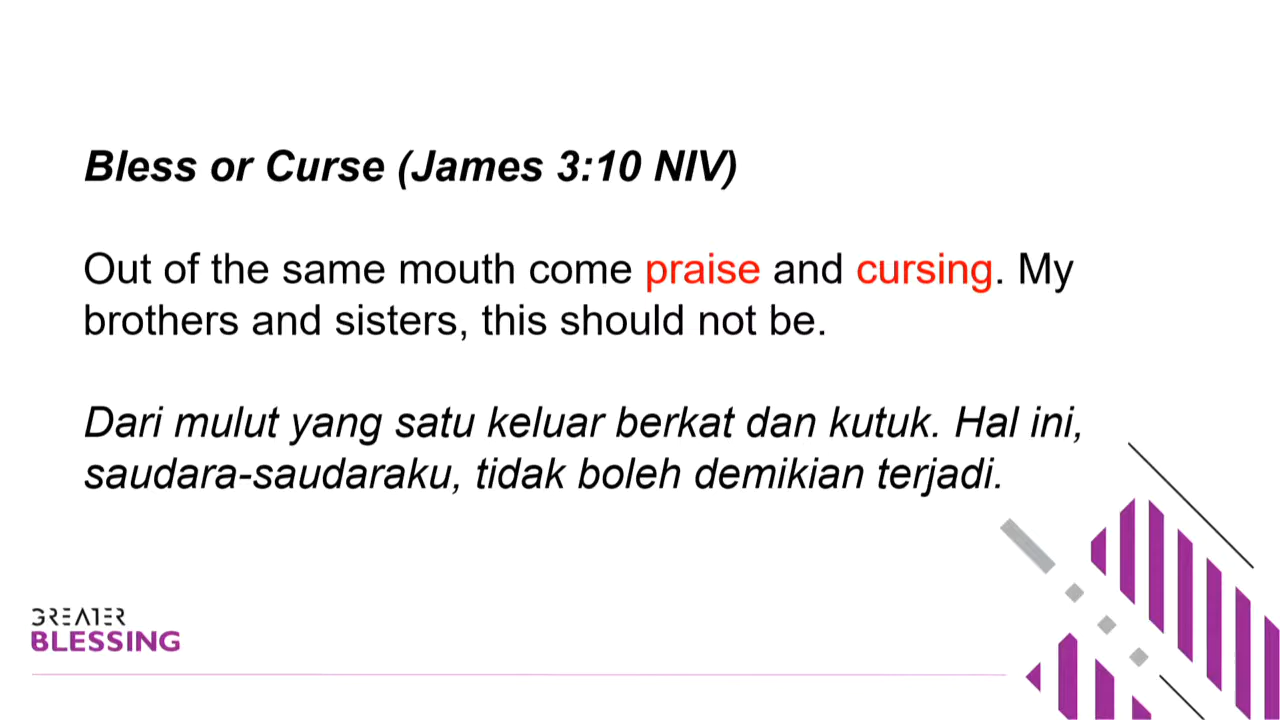 Bless or Curse (James 3:10 NIV)
Out of the same mouth come praise and cursing. My
brothers and sisters, this should not be.
Dari mulut yang satu keluar berkat dan kutuk. Hal ini,
saudara-saudaraku, tidak boleh demikian terjadi.
GREATER
BLESSING